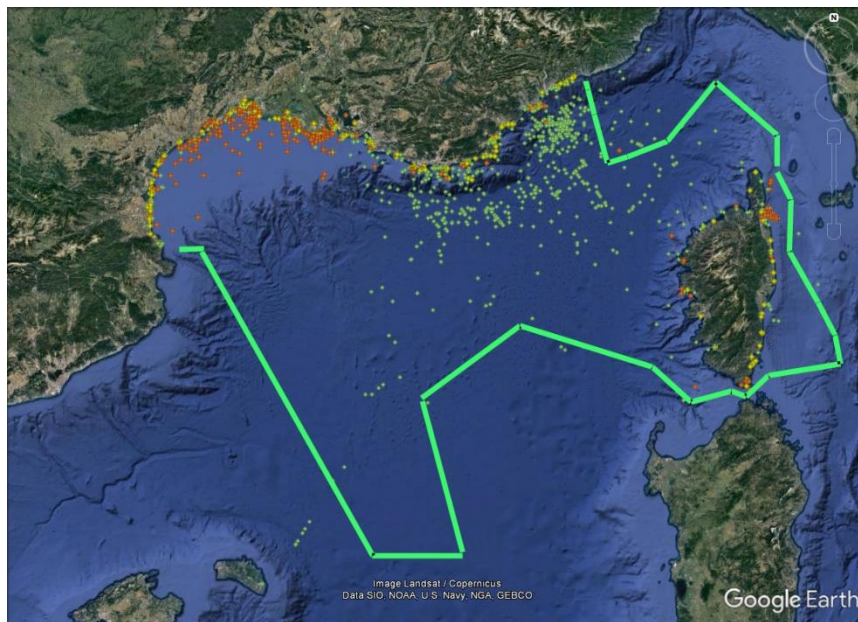 N
Image Landsat / Copernicus
Data SIO, NOAA, U.S. Navy, NGA, GEBCO
Google Earth